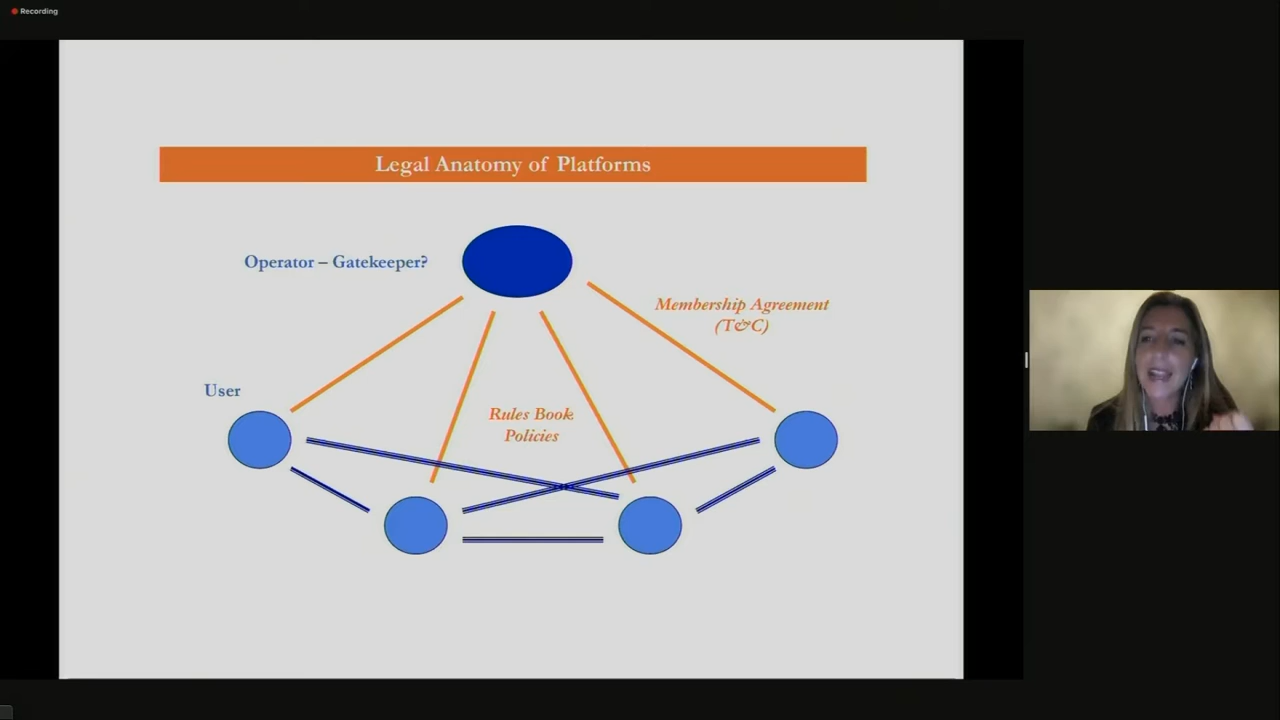 Recording
Legal Anatomy of Platforms
Operator – Gatekeeper?
Membership Agreement
(T&C)
User
Rules Book
Policies